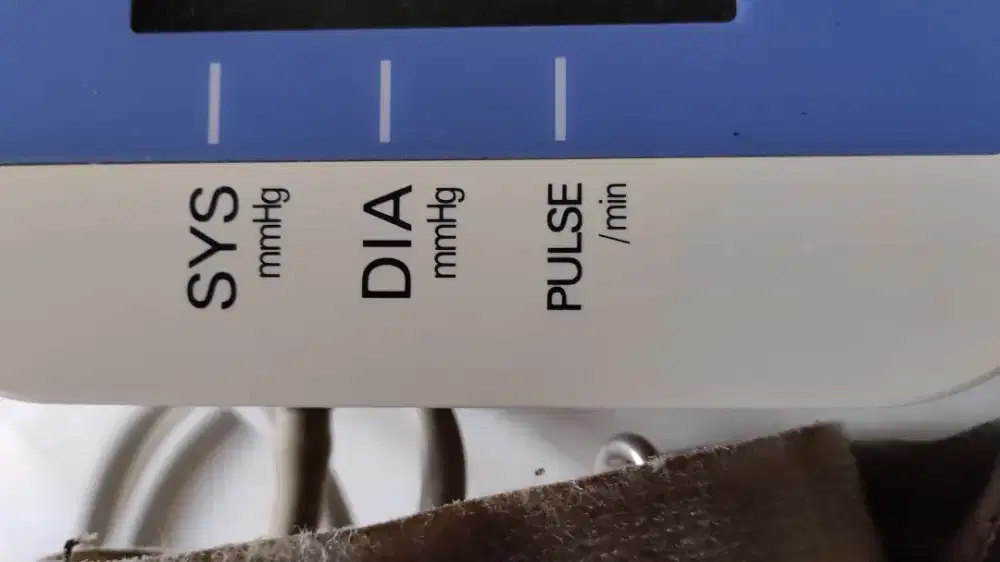 SYS
mmHg
DIA
mmHg
PULSE
/min